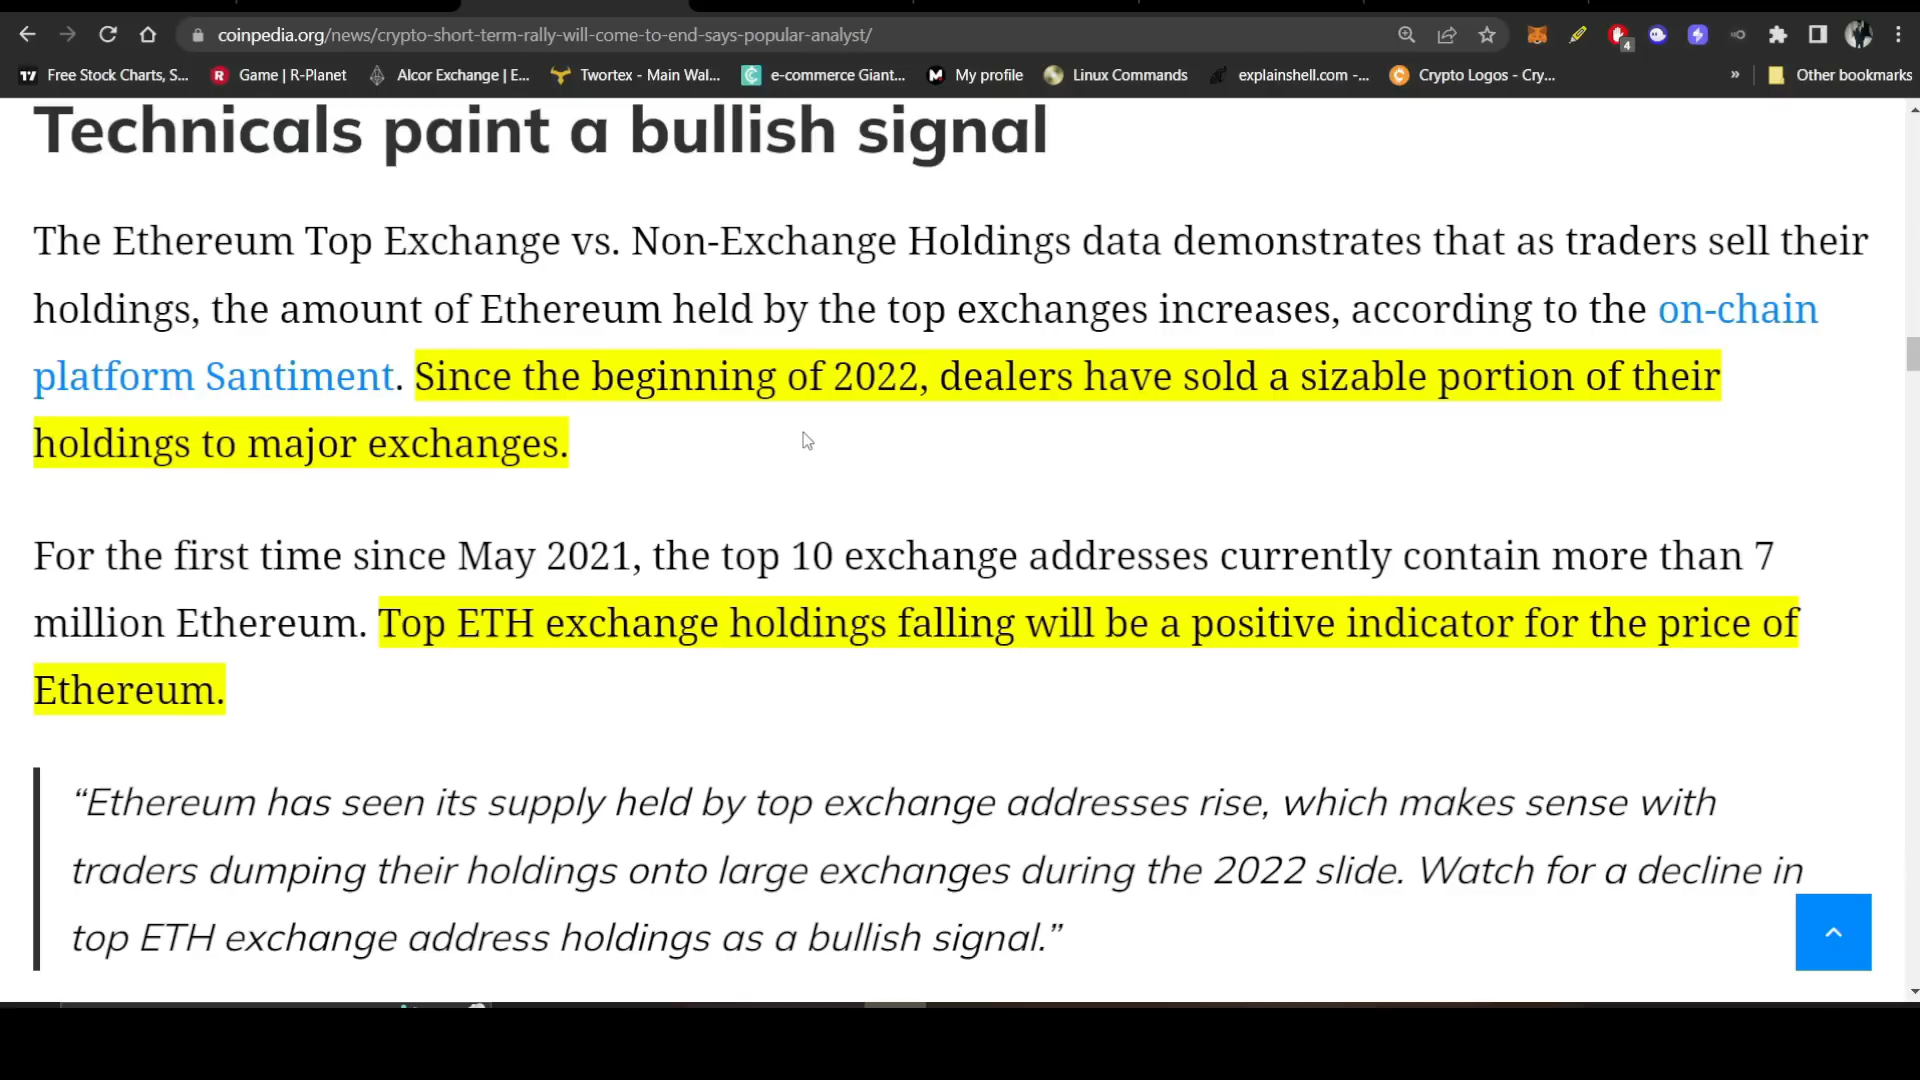 coinpedia.org/news/crypto-short-term-rally-will-come-to-end-says-popular-analyst/
4
Free Stock Charts, S... Game | R-Planet Alcor Exchange | E... Twortex - Main Wal... e-commerce Giant... My profile Linux Commands explainshell.com -... Crypto Logos - Cry... » Other bookmarks
Technicals paint a bullish signal
The Ethereum Top Exchange vs. Non-Exchange Holdings data demonstrates that as traders sell their
holdings, the amount of Ethereum held by the top exchanges increases, according to the on-chain
platform Santiment. Since the beginning of 2022, dealers have sold a sizable portion of their
holdings to major exchanges.
For the first time since May 2021, the top 10 exchange addresses currently contain more than 7
million Ethereum. Top ETH exchange holdings falling will be a positive indicator for the price of
Ethereum.
“Ethereum has seen its supply held by top exchange addresses rise, which makes sense with
traders dumping their holdings onto large exchanges during the 2022 slide. Watch for a decline in
top ETH exchange address holdings as a bullish signal.”